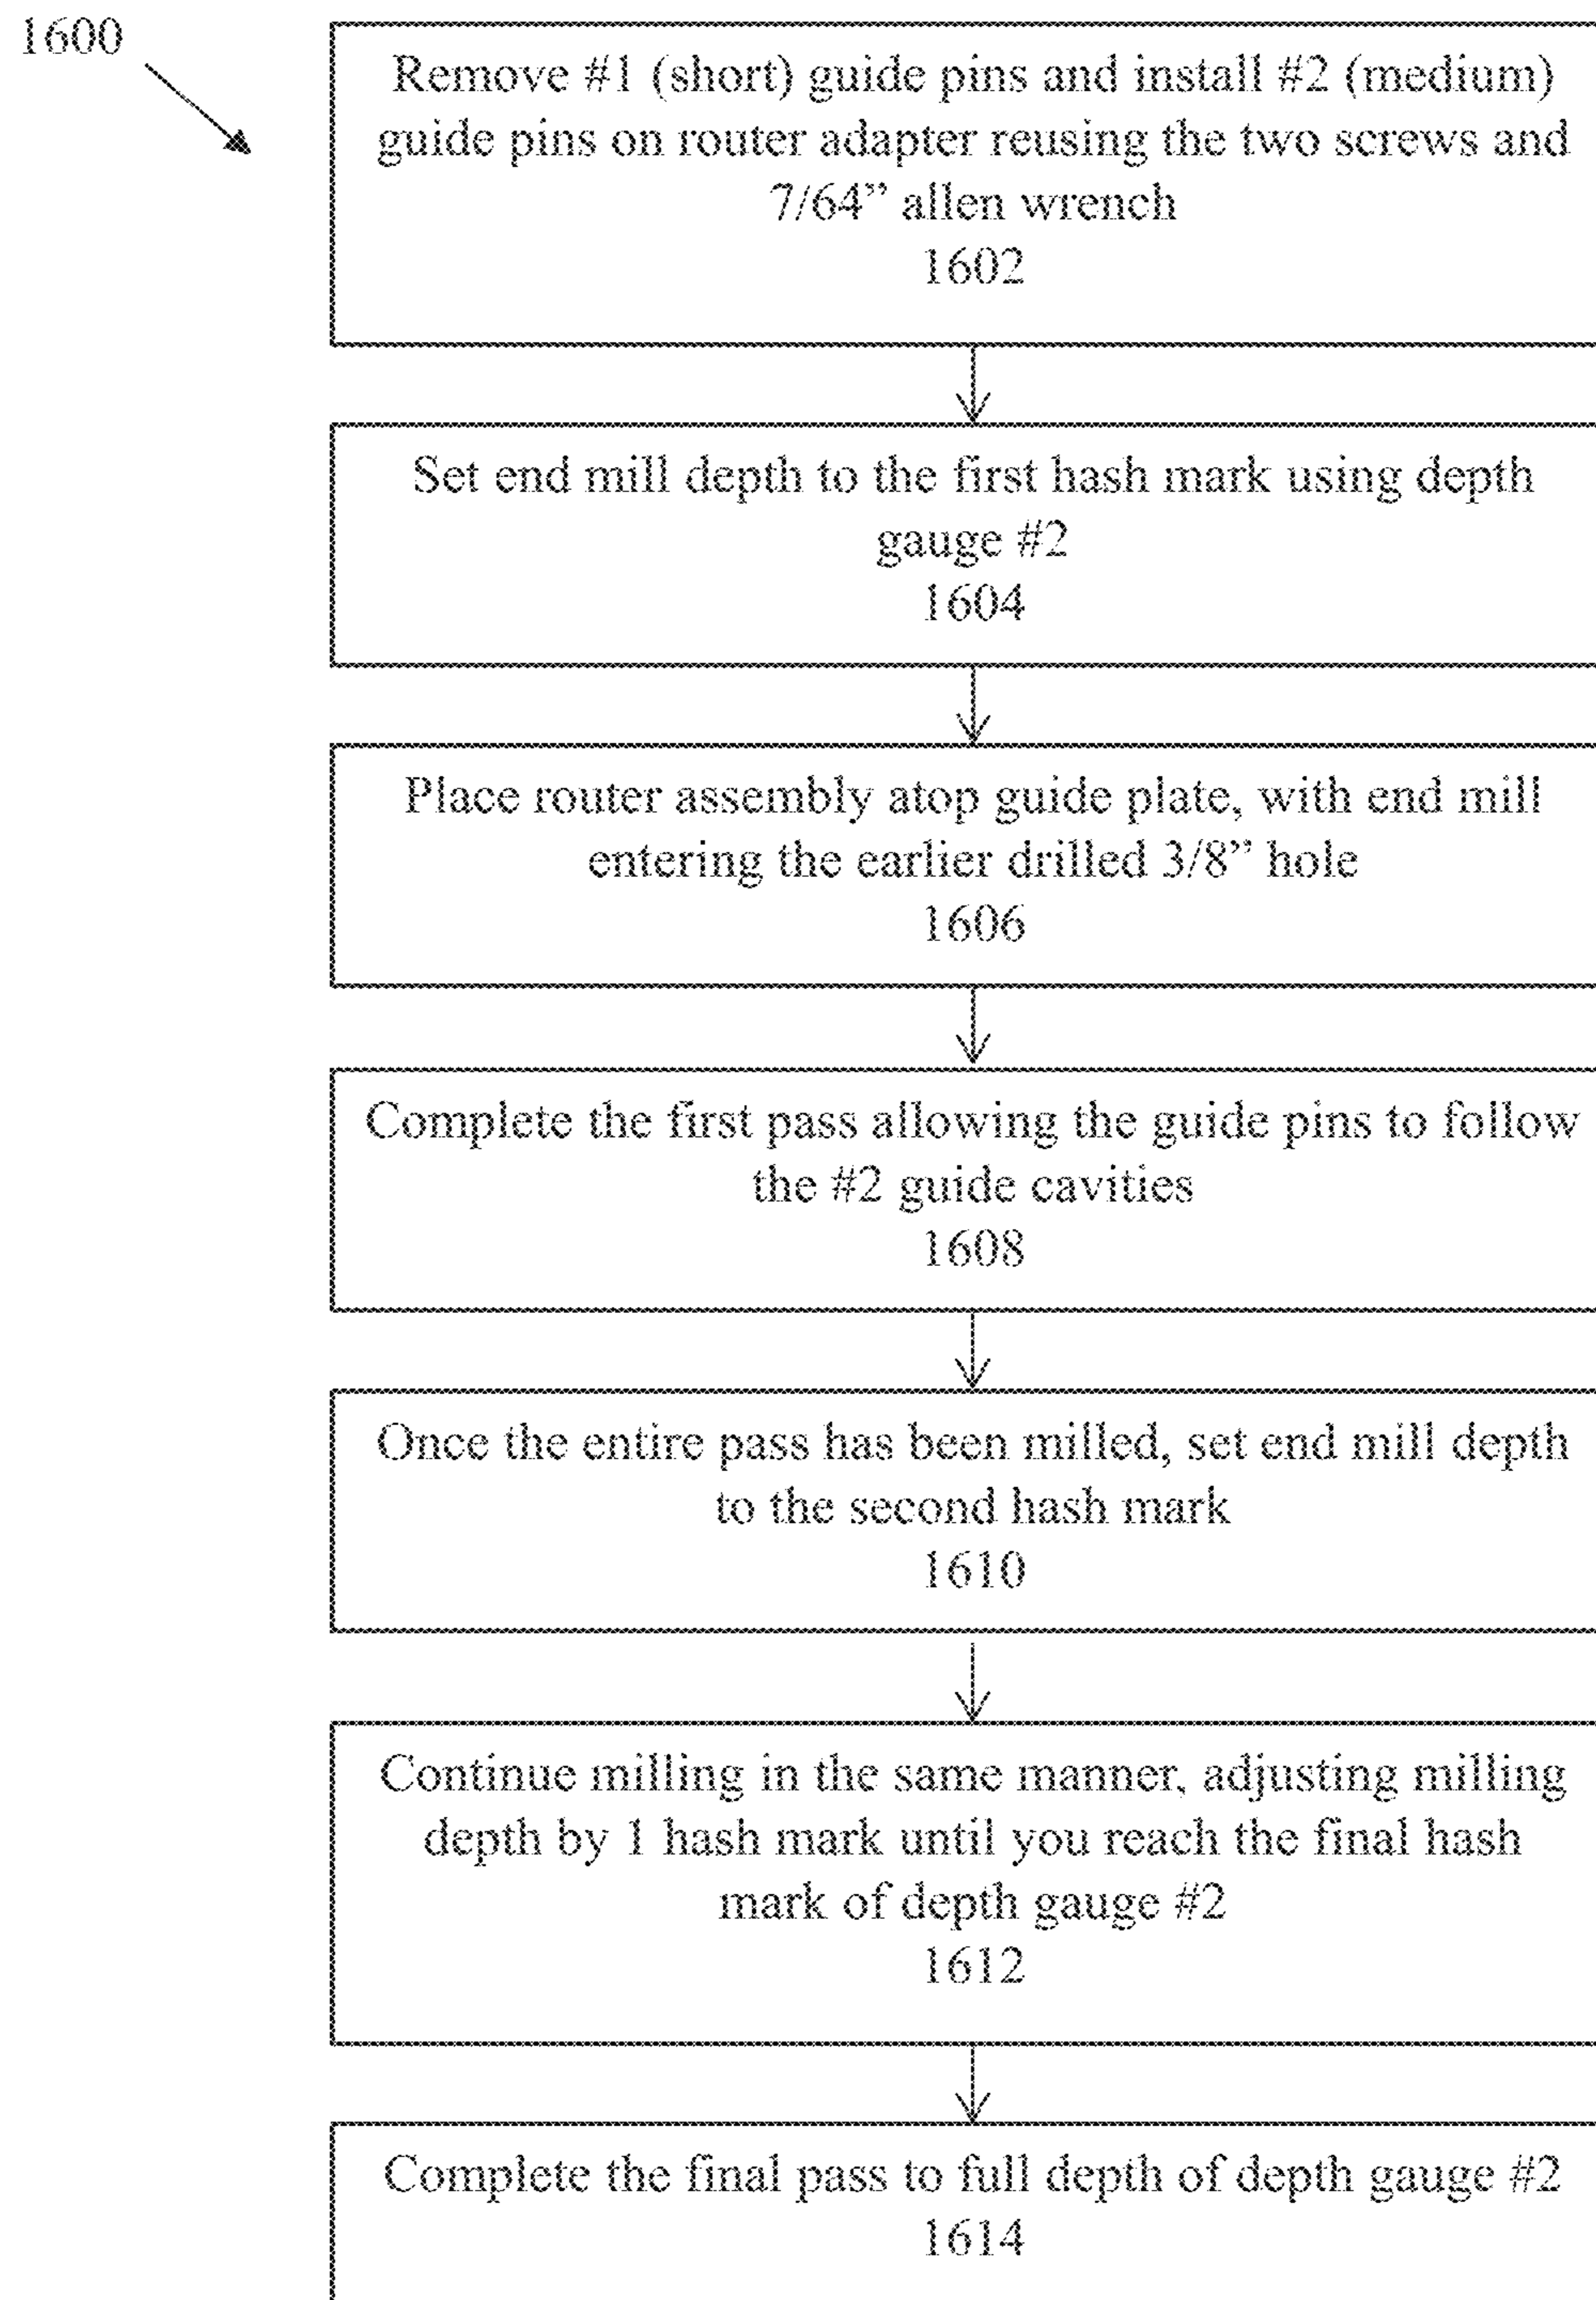 1600
Remove #1 (short) guide pins and install #2 (medium)
guide pins on router adapter reusing the two screws and
7/64” allen wrench
1602
Set end mill depth to the first hash mark using depth
gauge #2
1604
Place router assembly atop guide plate, with end mill
entering the earlier drilled 3/8” hole
1606
Complete the first pass allowing the guide pins to follow
the #2 guide cavities
1608
Once the entire pass has been milled, set end mill depth
to the second hash mark
1610
Continue milling in the same manner, adjusting milling
depth by 1 hash mark until you reach the final hash
mark of depth gauge #2
1612
Complete the final pass to full depth of depth gauge #2
1614